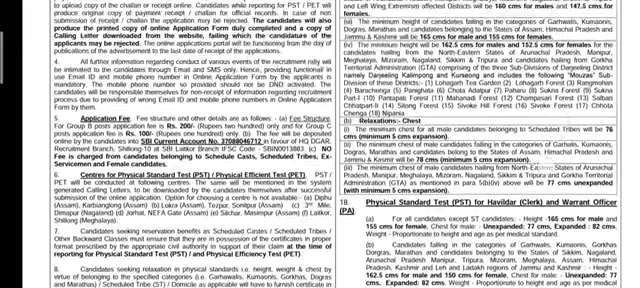 to upload copy of the challan or receipt online. Candidates while reporting for PST / PET will
produce original copy of payment receipt / challan for official records. In case of non
submission of receipt / challan the application may be rejected. The candidates will also
produce the printed copy of online Application Form duly completed and a copy of
Calling Letter downloaded from the website, failing which the candidature of the
applicants may be rejected. The online applications portal will be functioning from the day of
publications of the advertisement to the last date of receipt of the applications.
4. All further information regarding conduct of various events of the recruitment rally will
be intimated to the candidates through Email and SMS only. Hence, providing functional in
use Email ID and mobile phone number in Online Application Form by the applicants is
mandatory. The mobile phone number so provided should not be DND activated. The
candidates will be responsible themselves for non-receipt of information regarding recruitment
process due to providing of wrong Email ID and mobile phone numbers in Online Application
Form by them.
5. Application Fee. Fee structure and other details are as follows: - (a) Fee Structure.
For Group B posts application fee is Rs. 200/- (Rupees two hundred only) and for Group C
posts application fee is Rs. 100/- (Rupees one hundred only). (b) The fee will be deposited
online by the candidates into SBI Current Account No. 37088046712 in favour of HQ DGAR,
Recruitment Branch, Shillong-10 at SBI Laitkor Branch IFSC Code - SBIN0013883. (c) NO
Fee is charged from candidates belonging to Schedule Casts, Scheduled Tribes, Ex-
Servicemen and Female candidates.
6. Centres for Physical Standard Test (PST) / Physical Efficient Test (PET). PST /
PET will be conducted at following centres. The same will be mentioned in the system
generated Calling Letters, to be downloaded by the candidates themselves after successful
submission of the online application. Option for choosing a centre is not available: - (a) Diphu
(Assam), Karbianglong (Assam) (b) Lokra (Assam), Tezpur (Assam) (c) 3rd Mile,
Dimapur (Nagaland) (d) Jorhat, NEFA Gate (Assam) (e) Silchar, Masimpur (Assam) (f) Laitkor,
Shillong (Meghalaya).
7. Candidates seeking reservation benefits as Scheduled Castes / Scheduled Tribes /
Other Backward Classes must ensure that they are in possession of the certificates in proper
format prescribed by the appropriate civil authority in support of their claim at the time of
reporting for Physical Standard Test (PST) and Physical Efficiency Test (PET).
8. Candidates seeking relaxation in physical standards i.e. height, weight & chest by
virtue of belonging to the specified categories (i.e. Garhwalis, Kumaonis, Gorkhas, Dogras
and Marathas) / Scheduled Tribe (ST) / Domicile as applicable will have to furnish certificate in
and Left Wing Extremism affected Districts will be 160 cms for males and 147.5 cms for
females.
The minimum height of candidates falling in the categories of Garhwalis, Kumaonis,
Dogras, Marathas and candidates belonging to the States of Assam, Himachal Pradesh and
Jammu & Kashmir will be 165 cms for males and 155 cms for females.
The minimum height will be 162.5 cms for males and 152.5 cms for females for the
candidates hailing from the North-Eastern States of Arunachal Pradesh, Manipur,
Meghalaya, Mizoram, Nagaland, Sikkim & Tripura and candidates hailing from Gorkha
Territorial Administration (GTA) comprising of the three Sub-Divisions of Darjeeling District
namely Darjeeling Kalimpong and Kurseong and includes the following "Mouzas" Sub-
Division of these Districts:- (1) Lohagarh Tea Garden (2) Lohagarh Forest (3) Rangmohan
(4) Barachenga (5) Panighata (6) Chota Adalpur (7) Paharu (8) Sukna Forest (9) Sukna
Part-I (10) Pantapati Forest (11) Mahanadi Forest (12) Champasari Forest (13) Salbari
Chhatpart-II (14) Sitong Forest (15) Sivoke Hill Forest (16) Sivoke Forest (17) Chhota
Chenga (18) Nipania
(b) Relaxations:- Chest
(i) The minimum chest for all male candidates belonging to Scheduled Tribes will be 76
cms (minimum 5 cms expansion).
(ii) The minimum chest of male candidates falling in the categories of Garhwalis, Kumaonis,
Dogras, Marathas and candidates belong to the States of Assam, Himachal Pradesh and
Jammu & Kashmir will be 78 cms (minimum 5 cms expansion).
(iii) The minimum chest of male candidates hailing from North-Eastern States of Arunachal
Pradesh, Manipur, Meghalaya, Mizoram, Nagaland, Sikkim & Tripura and Gorkha Territorial
Administration (GTA) as mentioned in para 5(b)(iv) above will be 77 cms unexpanded
(with minimum 5 cms expansion).
18. Physical Standard Test (PST) for Havildar (Clerk) and Warrant Officer
(PA)
(a) For all candidates except ST candidates: - Height -165 cms for male and
155 cms for female. Chest for male: - Unexpanded: 77 cms, Expanded : 82 cms.
Weight - Proportionate to height and age as per medical standard.
(b) Candidates falling in the categories of Garhwalis, Kumaonis, Gorkhas
Dogras, Marathas and candidates belonging to the States of Sikkim, Nagaland,
Arunachal Pradesh Manipur, Tripura, Mizoram, Meghalaya, Assam, Himachal
Pradesh, Kashmir and Leh and Ladakh regions of Jammu and Kashmir : - Height -
162.5 cms for male and 150 cms for female. Chest for male: - Unexpanded: 77
cms, Expanded: 82 cms. Weight - Proportionate to height and age as per medical